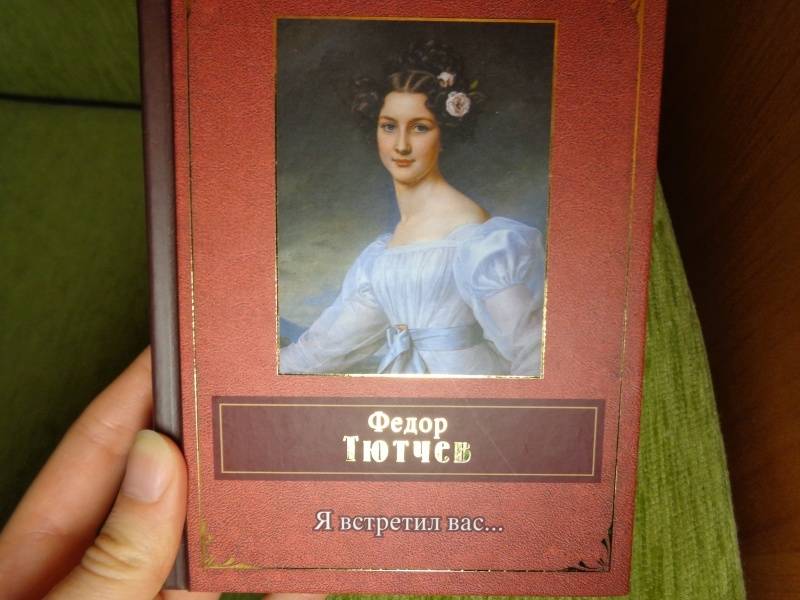 Федор
Тютчев
Я встретил вас...